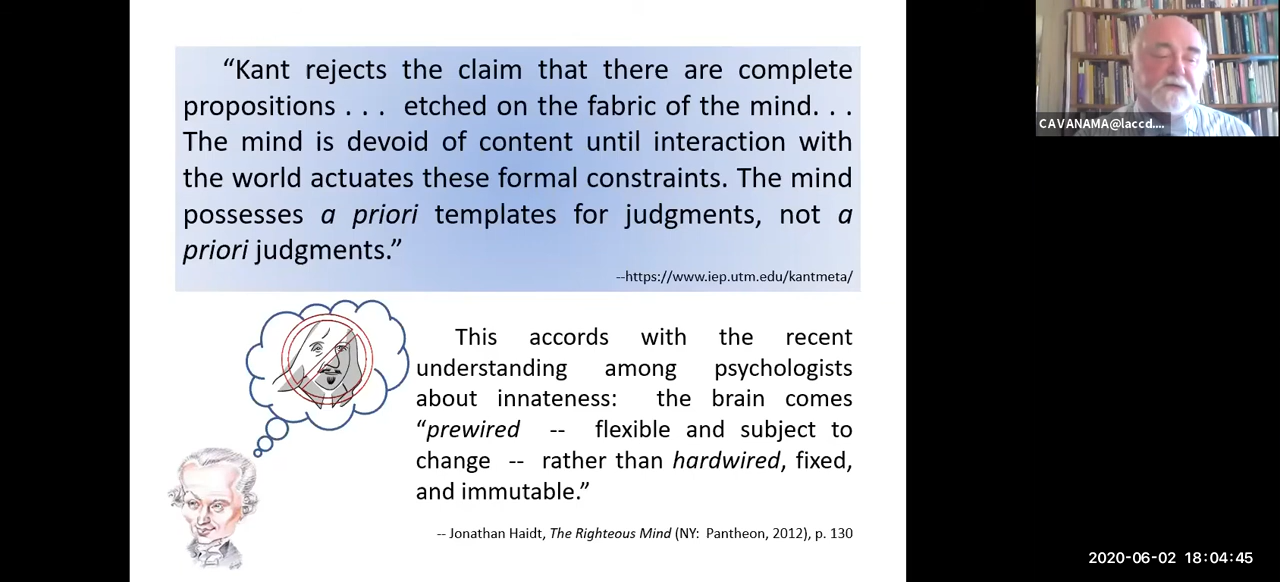 “Kant rejects the claim that there are complete
propositions . . . etched on the fabric of the mind. . .
The mind is devoid of content until interaction with
the world actuates these formal constraints. The mind
possesses a priori templates for judgments, not a
priori judgments.”
--https://www.iep.utm.edu/kantmeta/
This accords with the recent
understanding among psychologists
about innateness: the brain comes
“prewired -- flexible and subject to
change -- rather than hardwired, fixed,
and immutable.”
-- Jonathan Haidt, The Righteous Mind (NY: Pantheon, 2012), p. 130
CAVANAMA@laccd....
2020-06-02 18:04:45